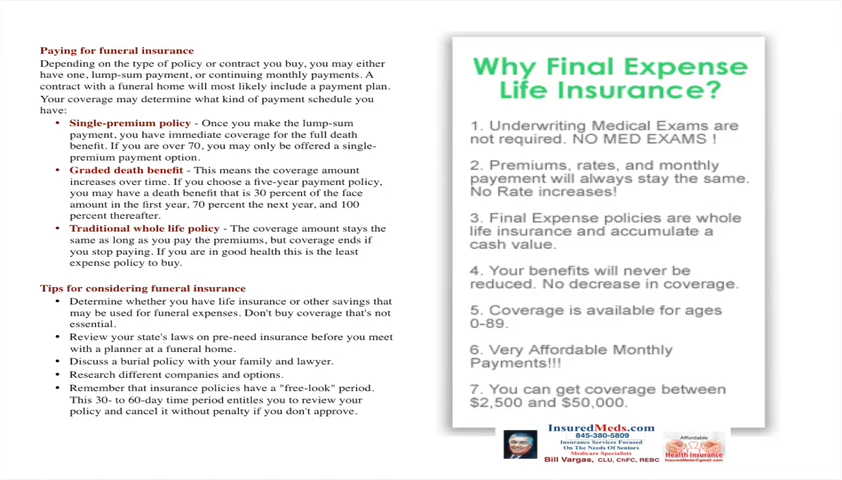 Paying for funeral insurance
Depending on the type of policy or contract you buy, you may either
have one, lump-sum payment, or continuing monthly payments. A
contract with a funeral home will most likely include a payment plan.
Your coverage may determine what kind of payment schedule you
have:
• Single-premium policy - Once you make the lump-sum
payment, you have immediate coverage for the full death
benefit. If you are over 70, you may only be offered a single-
premium payment option.
• Graded death benefit - This means the coverage amount
increases over time. If you choose a five-year payment policy,
you may have a death benefit that is 30 percent of the face
amount in the first year, 70 percent the next year, and 100
percent thereafter.
• Traditional whole life policy - The coverage amount stays the
same as long as you pay the premiums, but coverage ends if
you stop paying. If you are in good health this is the least
expense policy to buy.
Tips for considering funeral insurance
• Determine whether you have life insurance or other savings that
may be used for funeral expenses. Don't buy coverage that's not
essential.
• Review your state's laws on pre-need insurance before you meet
with a planner at a funeral home.
• Discuss a burial policy with your family and lawyer.
• Research different companies and options.
• Remember that insurance policies have a "free-look" period.
This 30- to 60-day time period entitles you to review your
policy and cancel it without penalty if you don't approve.
Why Final Expense
Life Insurance?
1. Underwriting Medical Exams are
not required. NO MED EXAMS !
2. Premiums, rates, and monthly
payement will always stay the same.
No Rate increases!
3. Final Expense policies are whole
life insurance and accumulate a
cash value.
4. Your benefits will never be
reduced. No decrease in coverage.
5. Coverage is available for ages
0-89.
6. Very Affordable Monthly
Payments!!!
7. You can get coverage between
$2,500 and $50,000.
InsuredMeds.com
845-380-5809
Insurance Services Focused
On The Needs Of Seniors
Medicare Specialists
Bill Vargas, CLU, ChFC, REBC
Affordable
Health Insurance
InsuredMeds@gmail.com